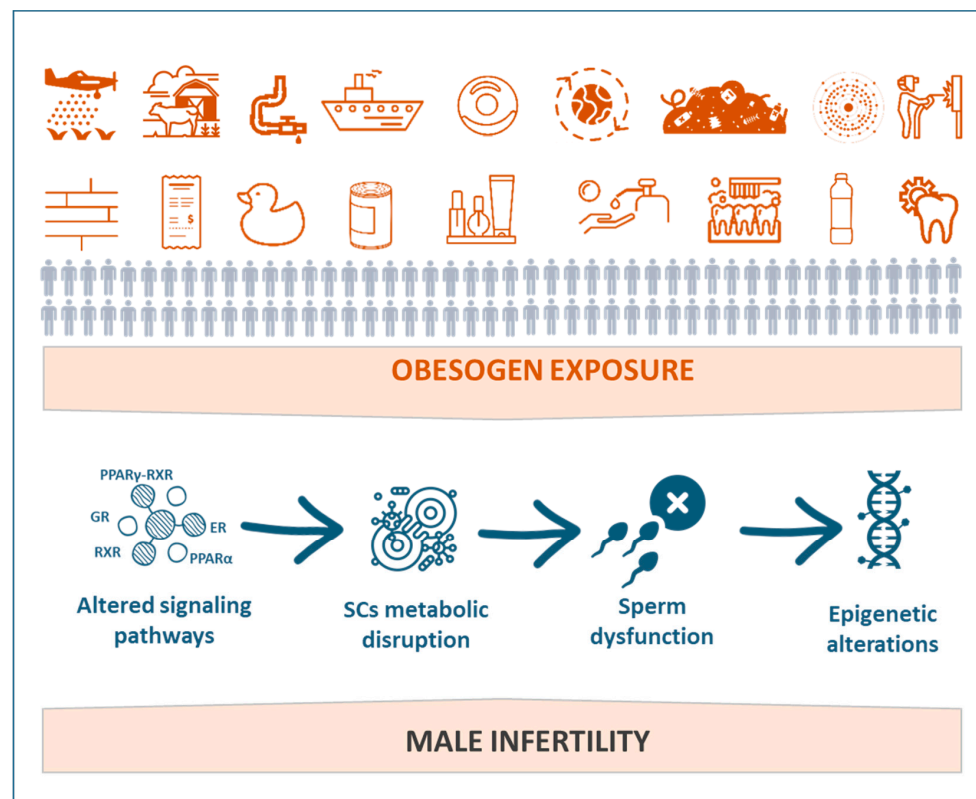 $
OBESOGEN EXPOSURE
PPARγ-RXR
GR
ER
RXR
PPARα
Altered signaling
pathways
SCs metabolic
disruption
Sperm
dysfunction
Epigenetic
alterations
MALE INFERTILITY